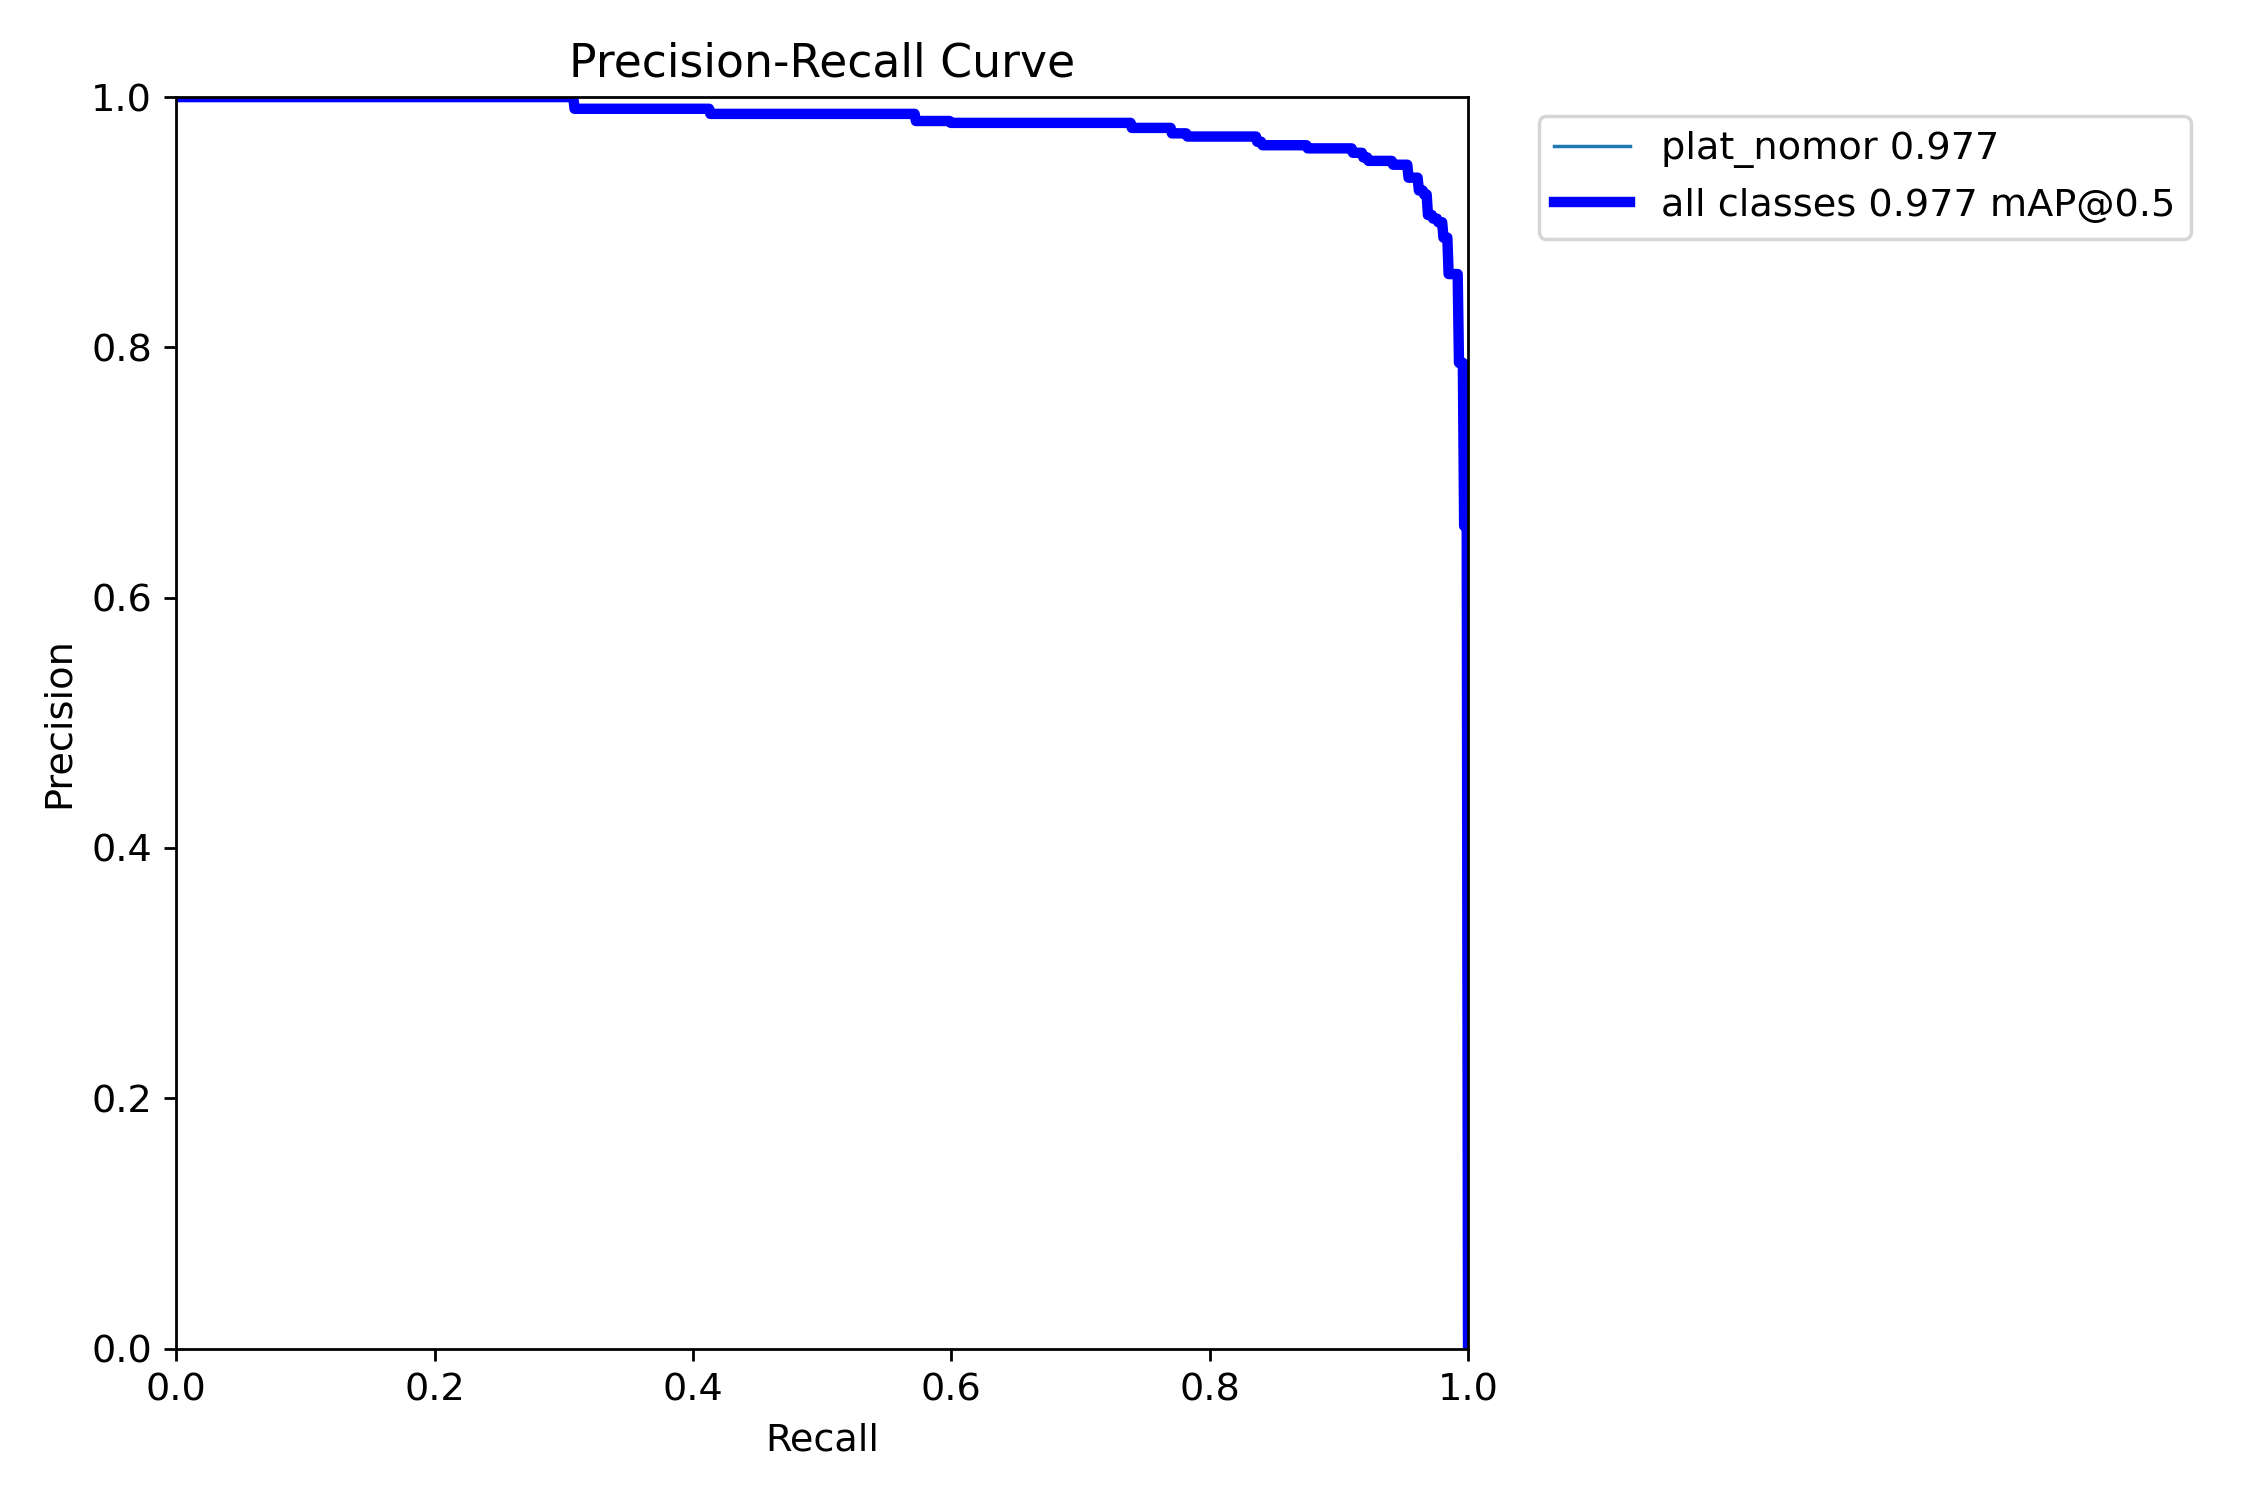 Precision-Recall Curve
plat_nomor 0.977
all classes 0.977 mAP@0.5
1.0
0.8
0.6
0.4
0.2
0.0
Precision
0.0 0.2 0.4 0.6 0.8 1.0
Recall